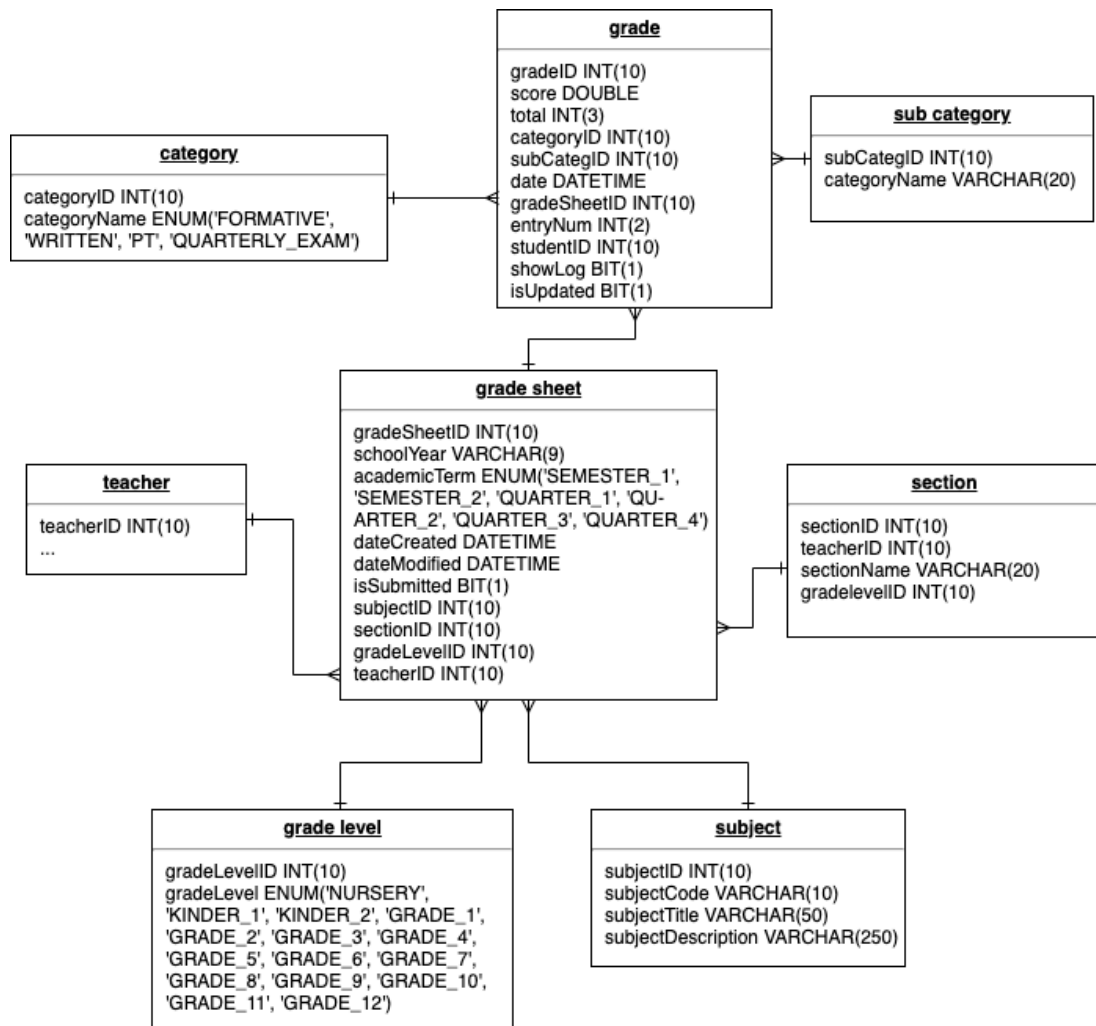 grade
gradeID INT(10)
score DOUBLE
total INT(3)
categoryID INT(10)
subCategID INT(10)
date DATETIME
gradeSheetID INT(10)
entryNum INT(2)
studentID INT(10)
showLog BIT(1)
isUpdated BIT(1)
sub category
subCategID INT(10)
categoryName VARCHAR(20)
category
categoryID INT(10)
categoryName ENUM('FORMATIVE',
'WRITTEN', 'PT', 'QUARTERLY_EXAM')
grade sheet
gradeSheetID INT(10)
schoolYear VARCHAR(9)
academicTerm ENUM('SEMESTER_1',
'SEMESTER_2', 'QUARTER_1', 'QU-
ARTER_2', 'QUARTER_3', 'QUARTER_4')
dateCreated DATETIME
dateModified DATETIME
isSubmitted BIT(1)
subjectID INT(10)
sectionID INT(10)
gradeLevelID INT(10)
teacherID INT(10)
teacher
teacherID INT(10)
...
section
sectionID INT(10)
teacherID INT(10)
sectionName VARCHAR(20)
gradelevelID INT(10)
grade level
gradeLevelID INT(10)
gradeLevel ENUM('NURSERY',
'KINDER_1', 'KINDER_2', 'GRADE_1',
'GRADE_2', 'GRADE_3', 'GRADE_4',
'GRADE_5', 'GRADE_6', 'GRADE_7',
'GRADE_8', 'GRADE_9', 'GRADE_10',
'GRADE_11', 'GRADE_12')
subject
subjectID INT(10)
subjectCode VARCHAR(10)
subjectTitle VARCHAR(50)
subjectDescription VARCHAR(250)